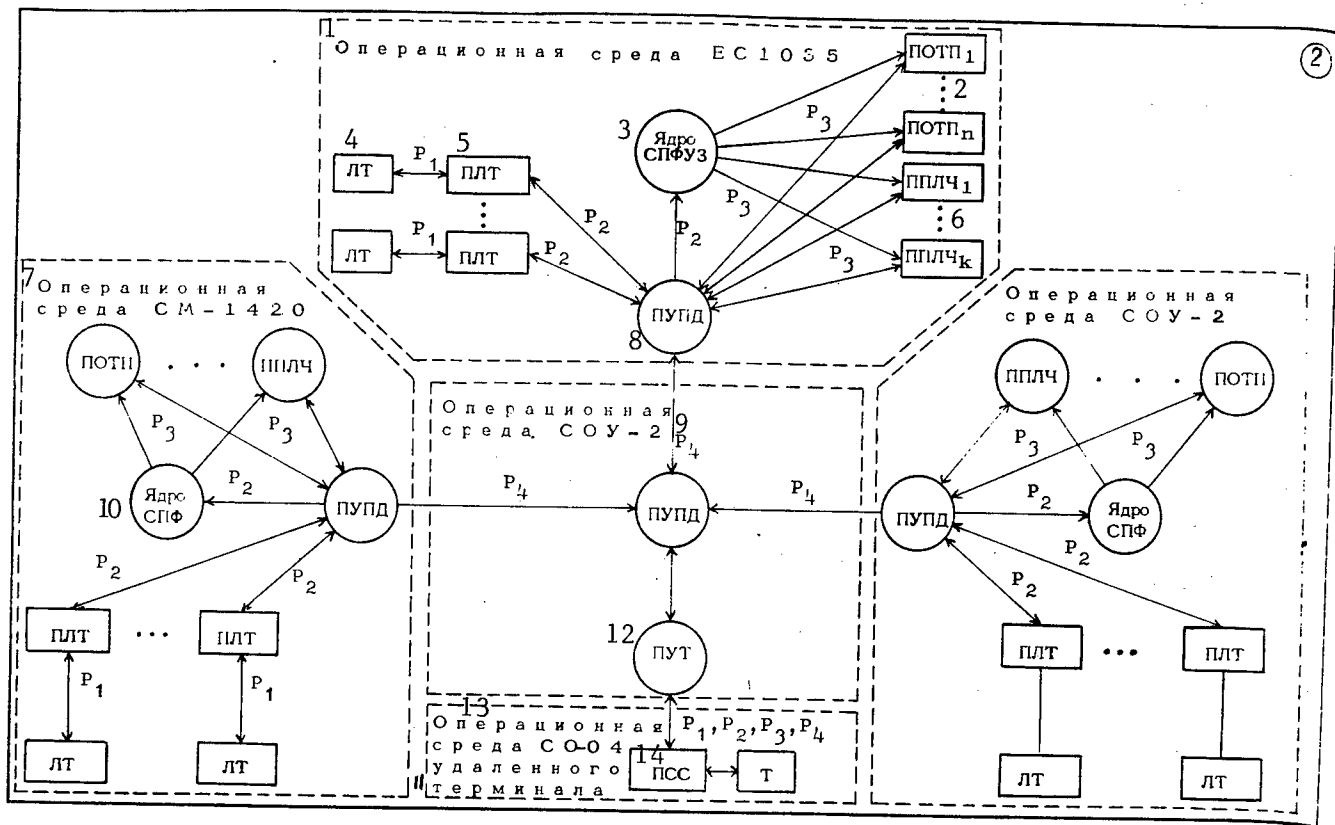 1
Операционная среда ЕС1035
2
ПОТП1
2
ПОТПn
P3
3
Ядро
СПФУЗ
4
5
ЛТ
P1
ПЛТ
ППЛЧ1
P3
6
ЛТ
P1
ПЛТ
P2
P2
P2
P3
ППЛЧk
ПУПД
8
7
Операционная
среда СМ-1420
ПОТП
. . .
ППЛЧ
P3
P3
10
Ядро
СПФ
P2
ПУПД
P2
P2
ПЛТ
...
ПЛТ
P1
P1
ЛТ
ЛТ
Операционная
среда СОУ-2
9
P4
P4
ПУПД
P4
12
ПУТ
Операционная
среда СОУ-2
ППЛЧ
. . .
ПОТП
P3
P3
ПУПД
P2
Ядро
СПФ
P2
P2
ПЛТ
...
ПЛТ
ЛТ
ЛТ
13
Операционная
среда СО-04
удаленного
терминала
11
P1, P2, P3, P4
14
ПСС
Т